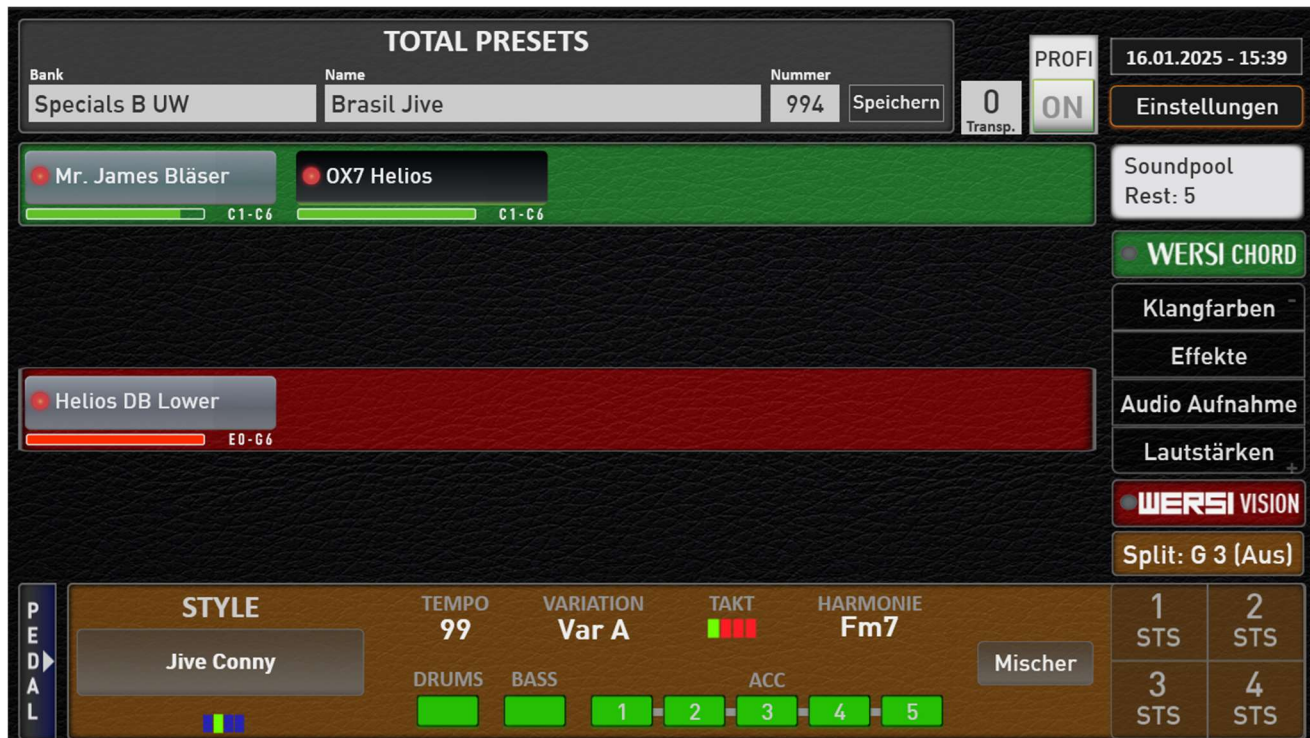 TOTAL PRESETS
Bank
Name
Nummer
Specials B UW
Brasil Jive
994
Speichern
0
Transp.
PROFI
ON
16.01.2025 - 15:39
Einstellungen
Mr. James Bläser
C1-C6
OX7 Helios
C1-C6
Soundpool
Rest: 5
WERSI CHORD
Klangfarben -
Effekte
Audio Aufnahme
Lautstärken +
WERSI VISION
Split: G 3 (Aus)
Helios DB Lower
E0-G6
PEDAL
STYLE
Jive Conny
TEMPO
99
VARIATION
Var A
TAKT
HARMONIE
Fm7
DRUMS
BASS
ACC
1 2 3 4 5
Mischer
1 STS
2 STS
3 STS
4 STS